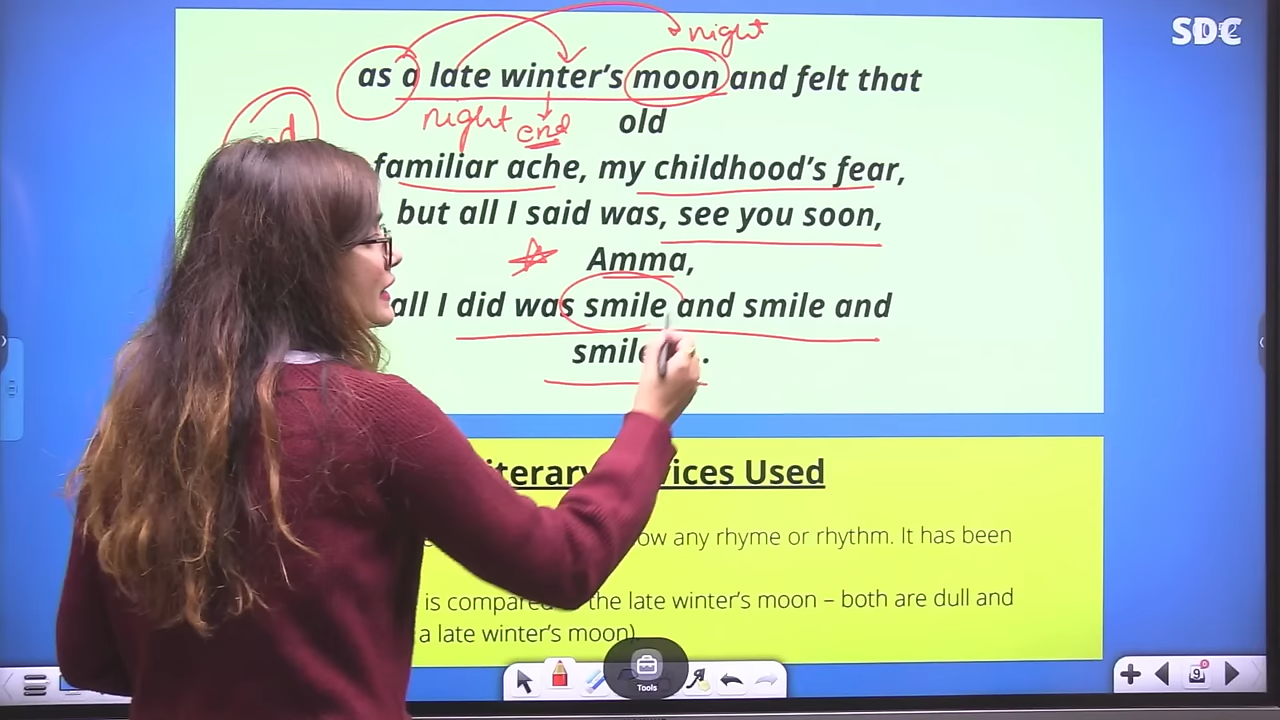 SDC
night
as a late winter's moon and felt that
night end
old
familiar ache, my childhood's fear,
but all I said was, see you soon,
Amma,
all I did was smile and smile and
smile
Used
any rhyme or rhythm. It has been
is compared the late winter's moon – both are dull and
a late winter's moon).
Tools
9